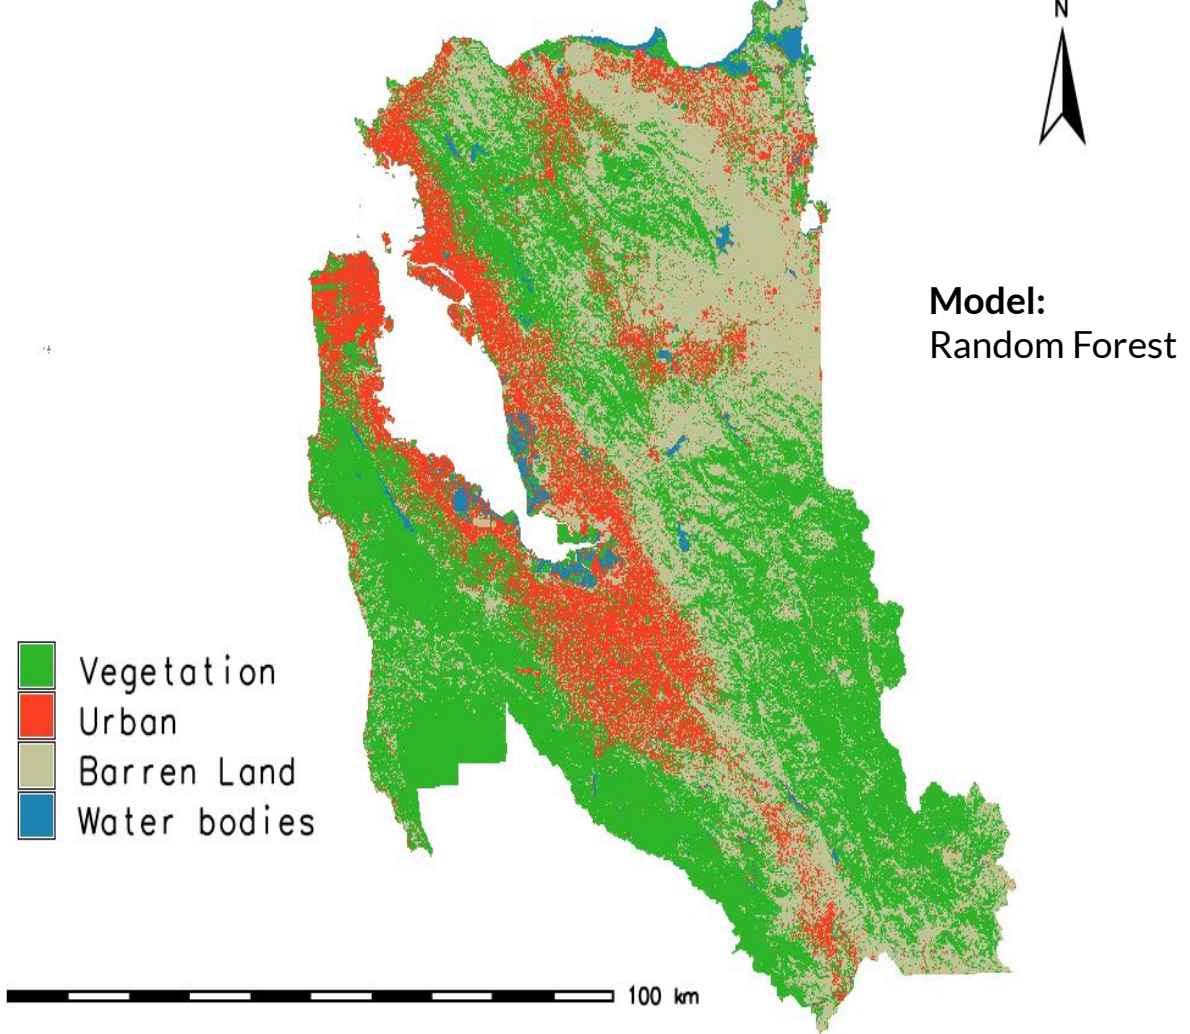 N
Model:
Random Forest
Vegetation
Urban
Barren Land
Water bodies
100 km